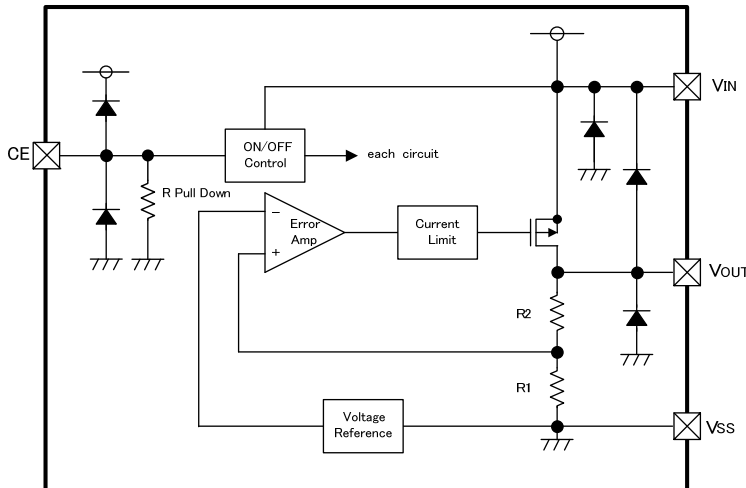 VIN
ON/OFF
Control
each circuit
CE
R Pull Down
Error
Amp
−
+
Current
Limit
VOUT
R2
R1
Voltage
Reference
VSS